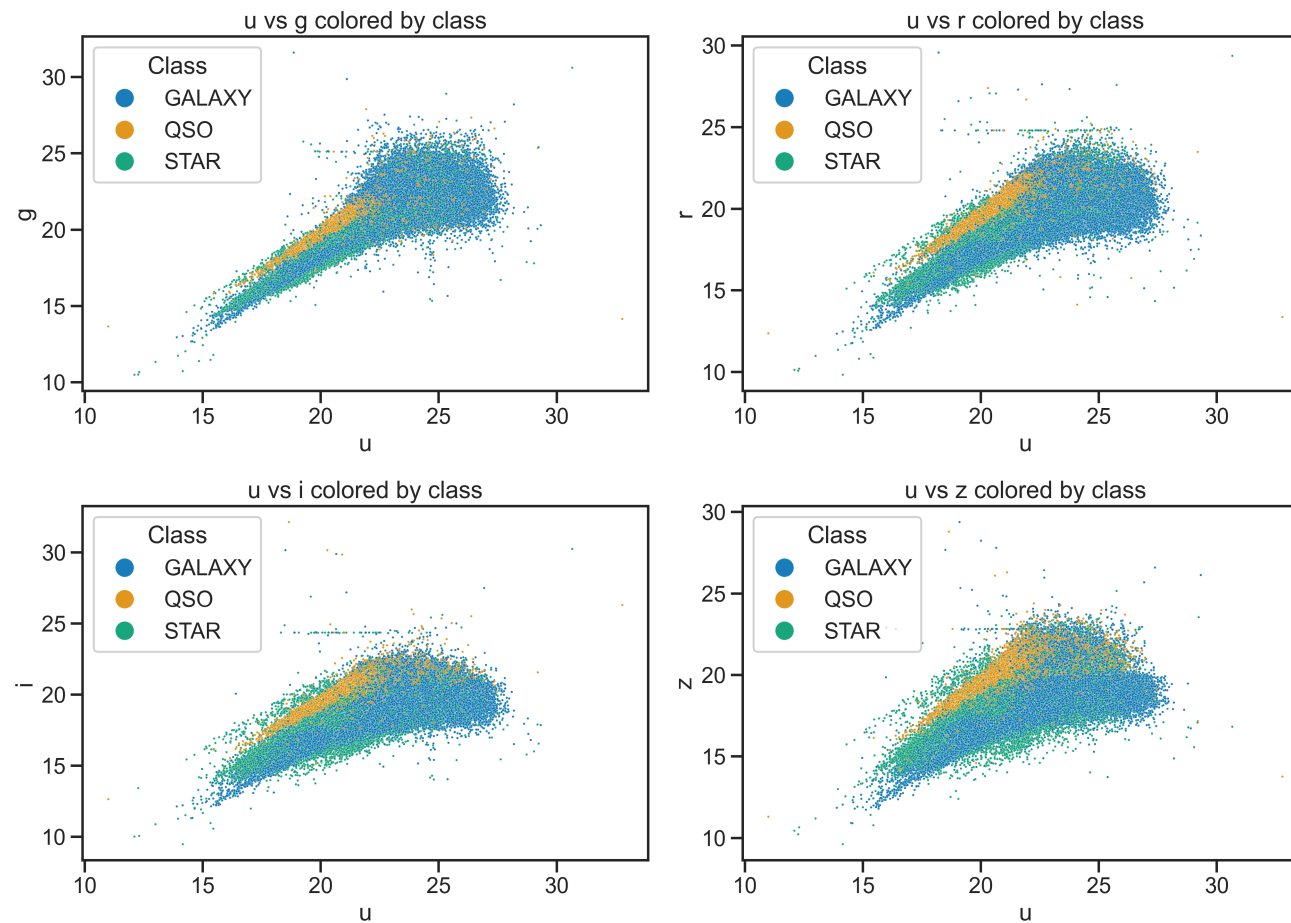 u vs g colored by class
Class
GALAXY
QSO
STAR
30
25
20
15
10
g
10 15 20 25 30
u
u vs r colored by class
Class
GALAXY
QSO
STAR
30
25
20
15
10
r
10 15 20 25 30
u
u vs i colored by class
Class
GALAXY
QSO
STAR
30
25
20
15
10
i
10 15 20 25 30
u
u vs z colored by class
Class
GALAXY
QSO
STAR
30
25
20
15
10
z
10 15 20 25 30
u